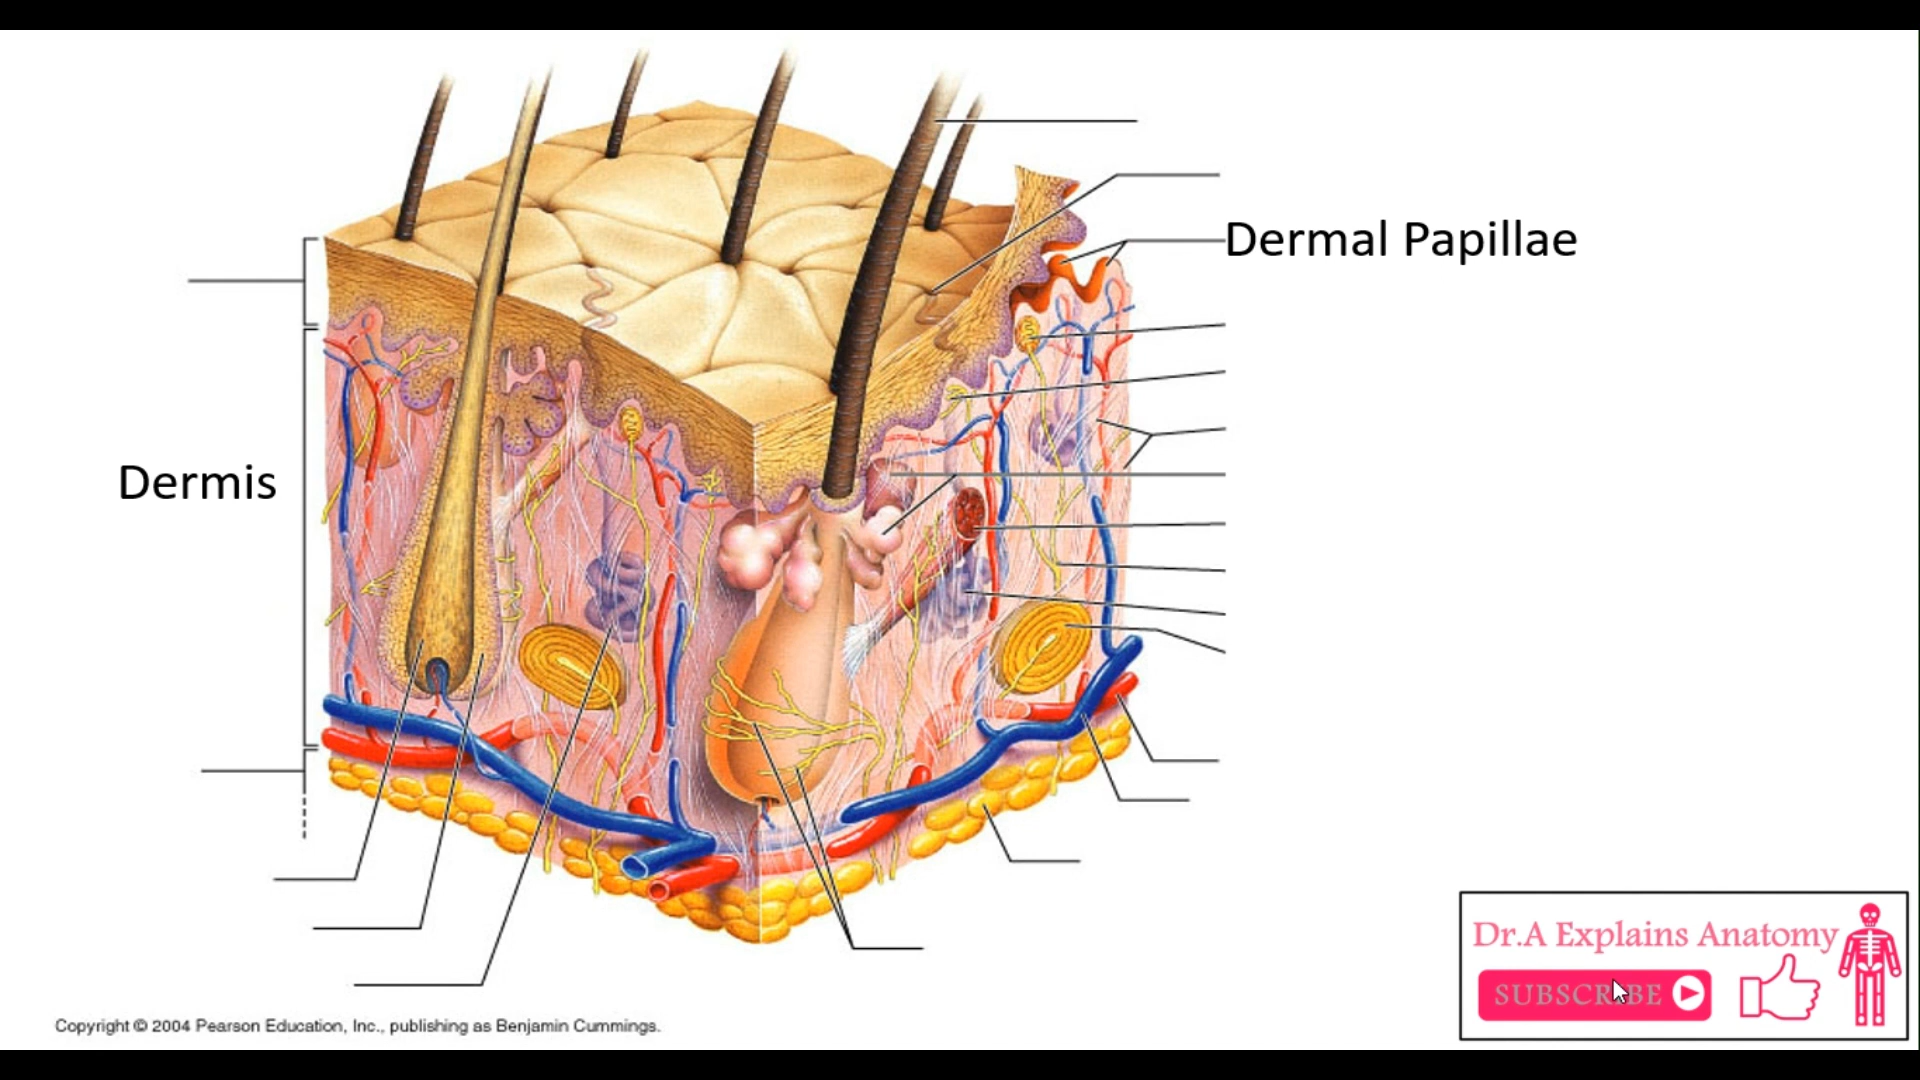 Dermal Papillae
Dermis
Dr.A Explains Anatomy
SUBSCRIBE
Copyright © 2004 Pearson Education, Inc., publishing as Benjamin Cummings.